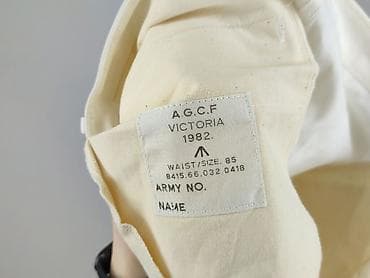 A.G.C.F
VICTORIA
1982.
WAIST/SIZE. 85
8415.66.032.0418
ARMY NO.
NAME